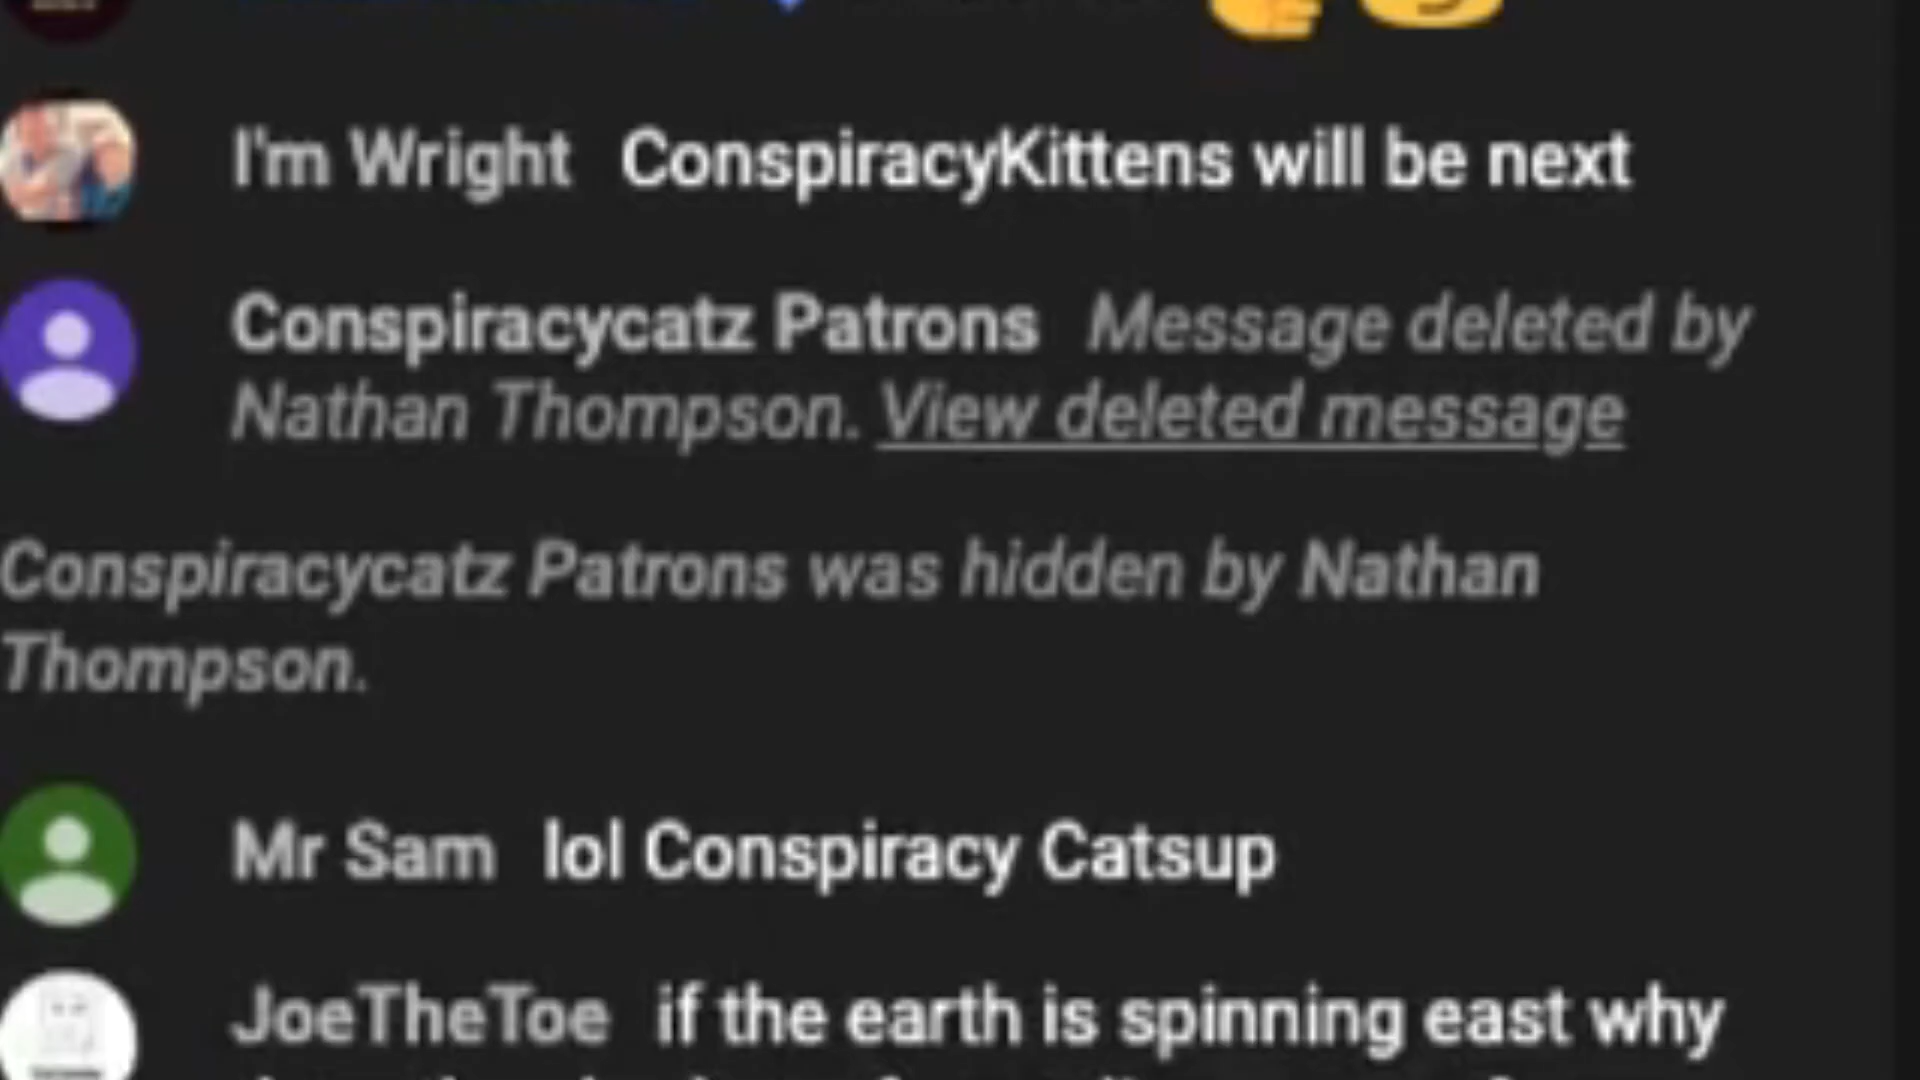 I'm Wright ConspiracyKittens will be next
Conspiracycatz Patrons Message deleted by
Nathan Thompson. View deleted message
Conspiracycatz Patrons was hidden by Nathan
Thompson.
Mr Sam lol Conspiracy Catsup
JoeTheToe if the earth is spinning east why